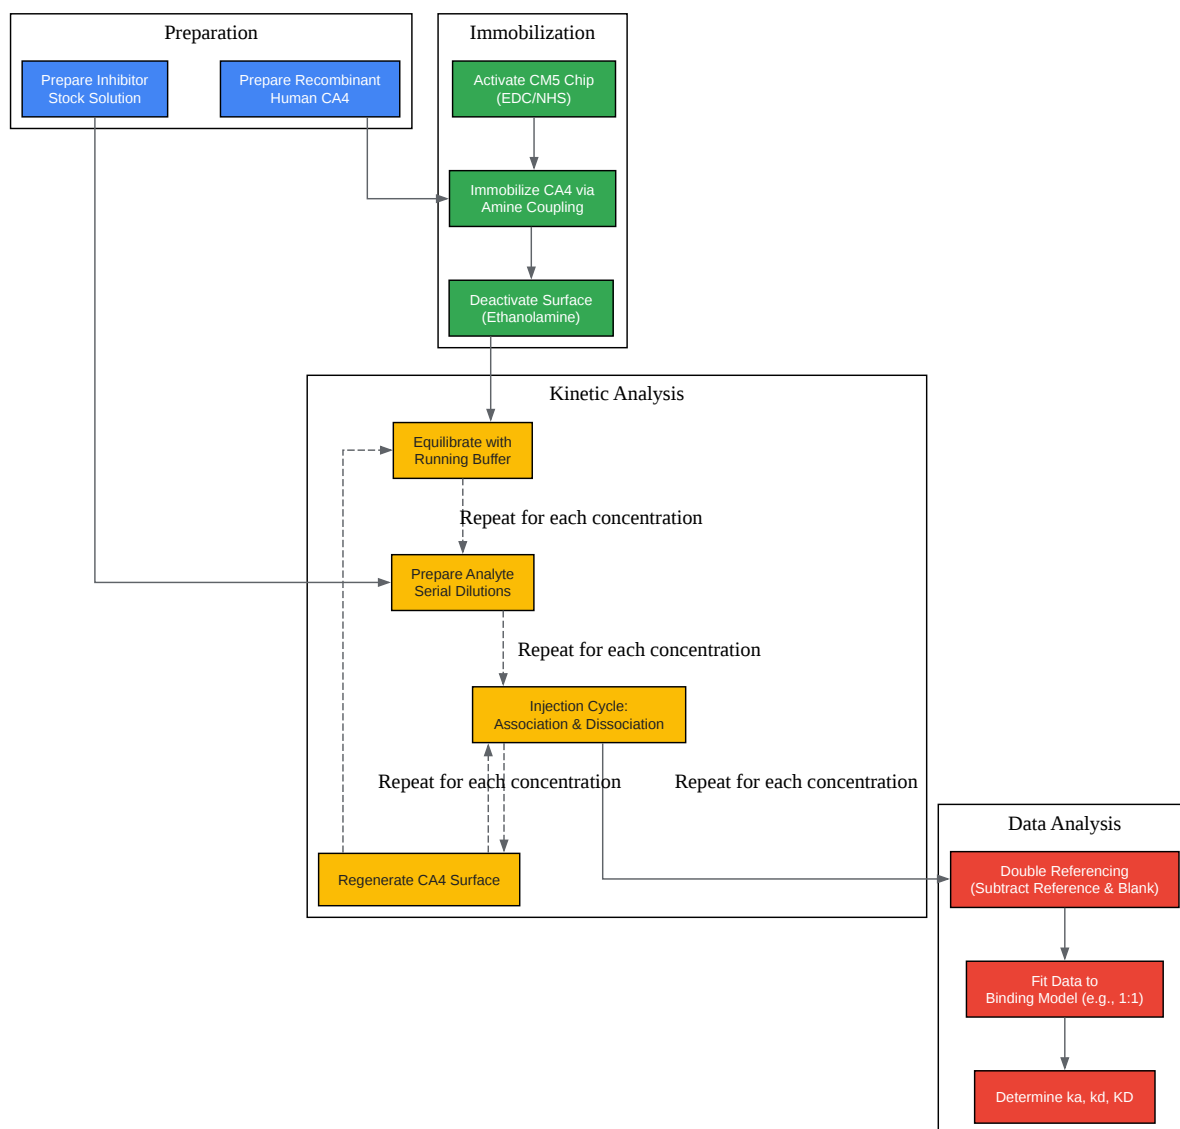 Preparation
Prepare Inhibitor
Stock Solution
Prepare Recombinant
Human CA4
Immobilization
Activate CM5 Chip
(EDC/NHS)
Immobilize CA4 via
Amine Coupling
Deactivate Surface
(Ethanolamine)
Kinetic Analysis
Equilibrate with
Running Buffer
Repeat for each concentration
Prepare Analyte
Serial Dilutions
Repeat for each concentration
Injection Cycle:
Association & Dissociation
Repeat for each concentration
Repeat for each concentration
Regenerate CA4 Surface
Data Analysis
Double Referencing
(Subtract Reference & Blank)
Fit Data to
Binding Model (e.g., 1:1)
Determine ka, kd, KD